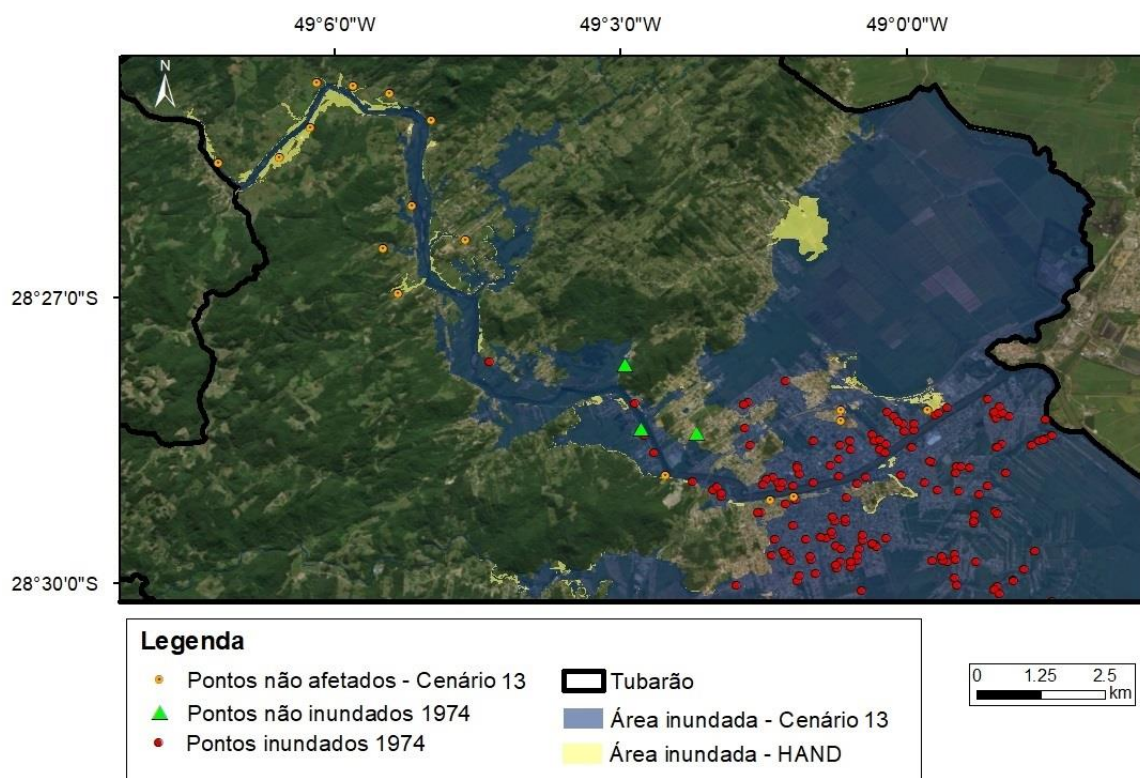 49°6'0"W 49°3'0"W 49°0'0"W
N
28°27'0"S
28°30'0"S
Legenda
Pontos não afetados - Cenário 13
Pontos não inundados 1974
Pontos inundados 1974
Tubarão
Área inundada - Cenário 13
Área inundada - HAND
0 1.25 2.5
km